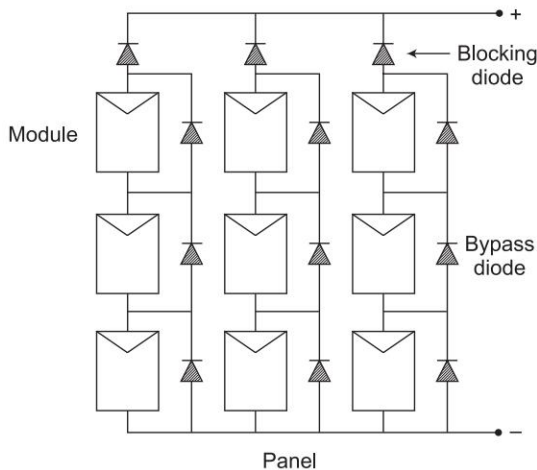 +
Blocking
diode
Module
Bypass
diode
−
Panel